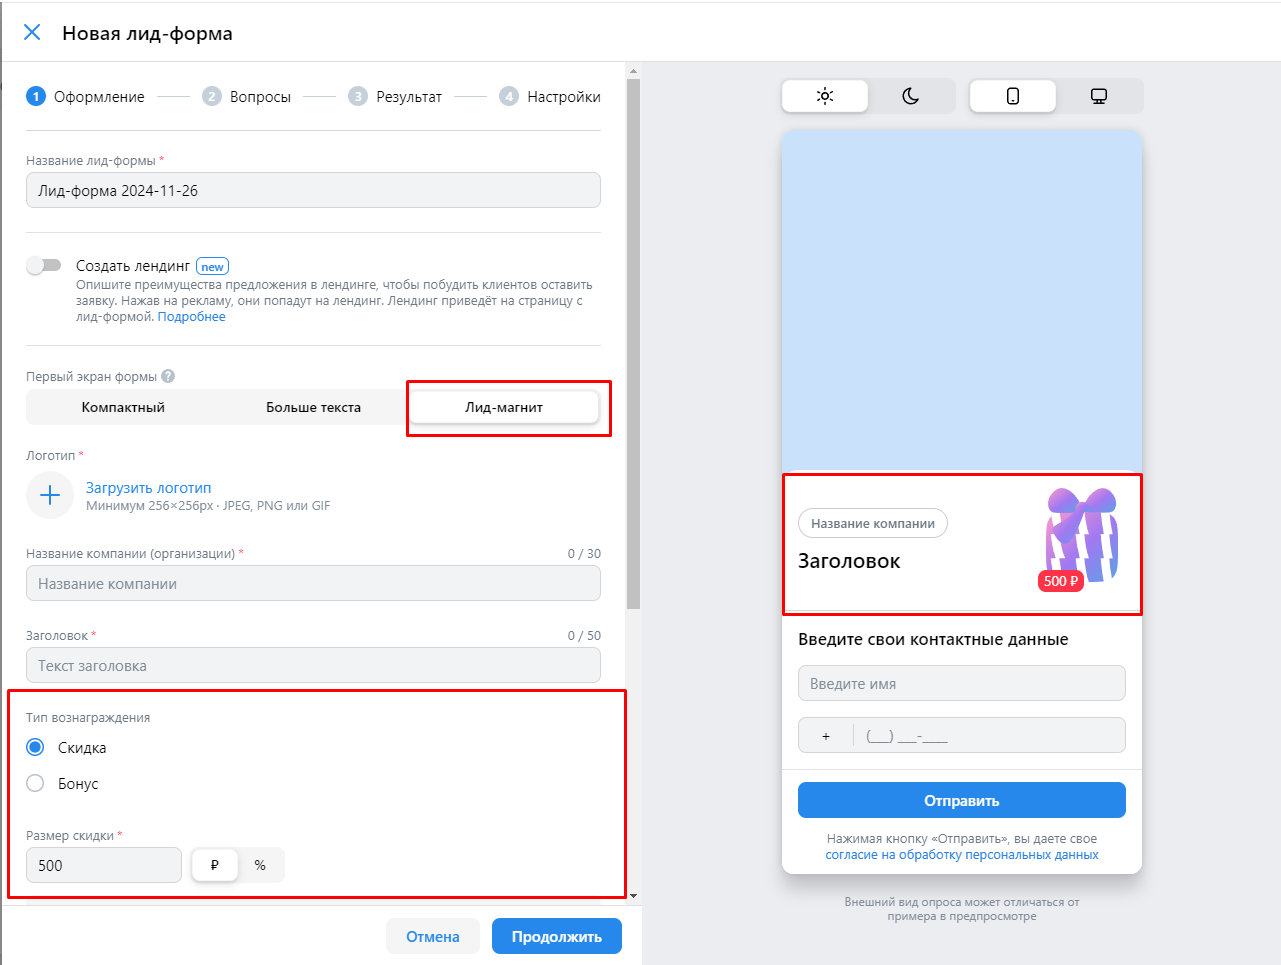 Новая лид-форма
1 Оформление
2 Вопросы
3 Результат
4 Настройки
Название лид-формы *
Лид-форма 2024-11-26
Создать лендинг new
Опишите преимущества предложения в лендинге, чтобы побудить клиентов оставить
заявку. Нажав на рекламу, они попадут на лендинг. Лендинг приведёт на страницу с
лид-формой. Подробнее
Первый экран формы ?
Компактный
Больше текста
Лид-магнит
Логотип *
Загрузить логотип
Минимум 256×256px · JPEG, PNG или GIF
Название компании (организации) *
0 / 30
Название компании
Заголовок *
0 / 50
Текст заголовка
Тип вознаграждения
Скидка
Бонус
Размер скидки *
500
₽
%
Отмена
Продолжить
Название компании
Заголовок
500 ₽
Введите свои контактные данные
Введите имя
+ (___) ___-____
Отправить
Нажимая кнопку «Отправить», вы даете свое
согласие на обработку персональных данных
Внешний вид опроса может отличаться от
примера в предпросмотре